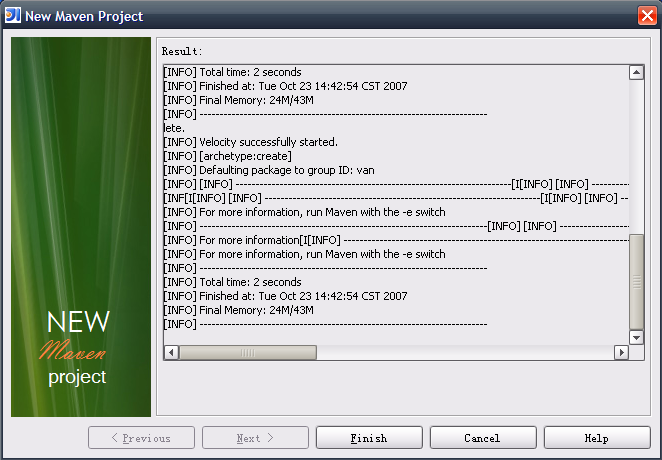 New Maven Project
Result:
[INFO] Total time: 2 seconds
[INFO] Finished at: Tue Oct 23 14:42:54 CST 2007
[INFO] Final Memory: 24M/43M
[INFO] ------------------------------------------------------------------------
lete.
[INFO] Velocity successfully started.
[INFO] [archetype:create]
[INFO] Defaulting package to group ID: van
[INFO] [INFO] ---------------------------------------------------------------------[I[INFO] [INFO] ----------
[INF[I[INFO] [INFO] ---------------------------------------------------------------------[I[INFO] [INFO] --
[INFO] For more information, run Maven with the -e switch
[INFO] ------------------------------------------------------------------------[INFO] [INFO] ------------------
[INFO] For more information[I[INFO] ------------------------------------------------------------------------
[INFO] For more information, run Maven with the -e switch
[INFO] ------------------------------------------------------------------------
[INFO] Total time: 2 seconds
[INFO] Finished at: Tue Oct 23 14:42:54 CST 2007
[INFO] Final Memory: 24M/43M
[INFO] ------------------------------------------------------------------------
NEW
Maven
project
< Previous
Next >
Finish
Cancel
Help